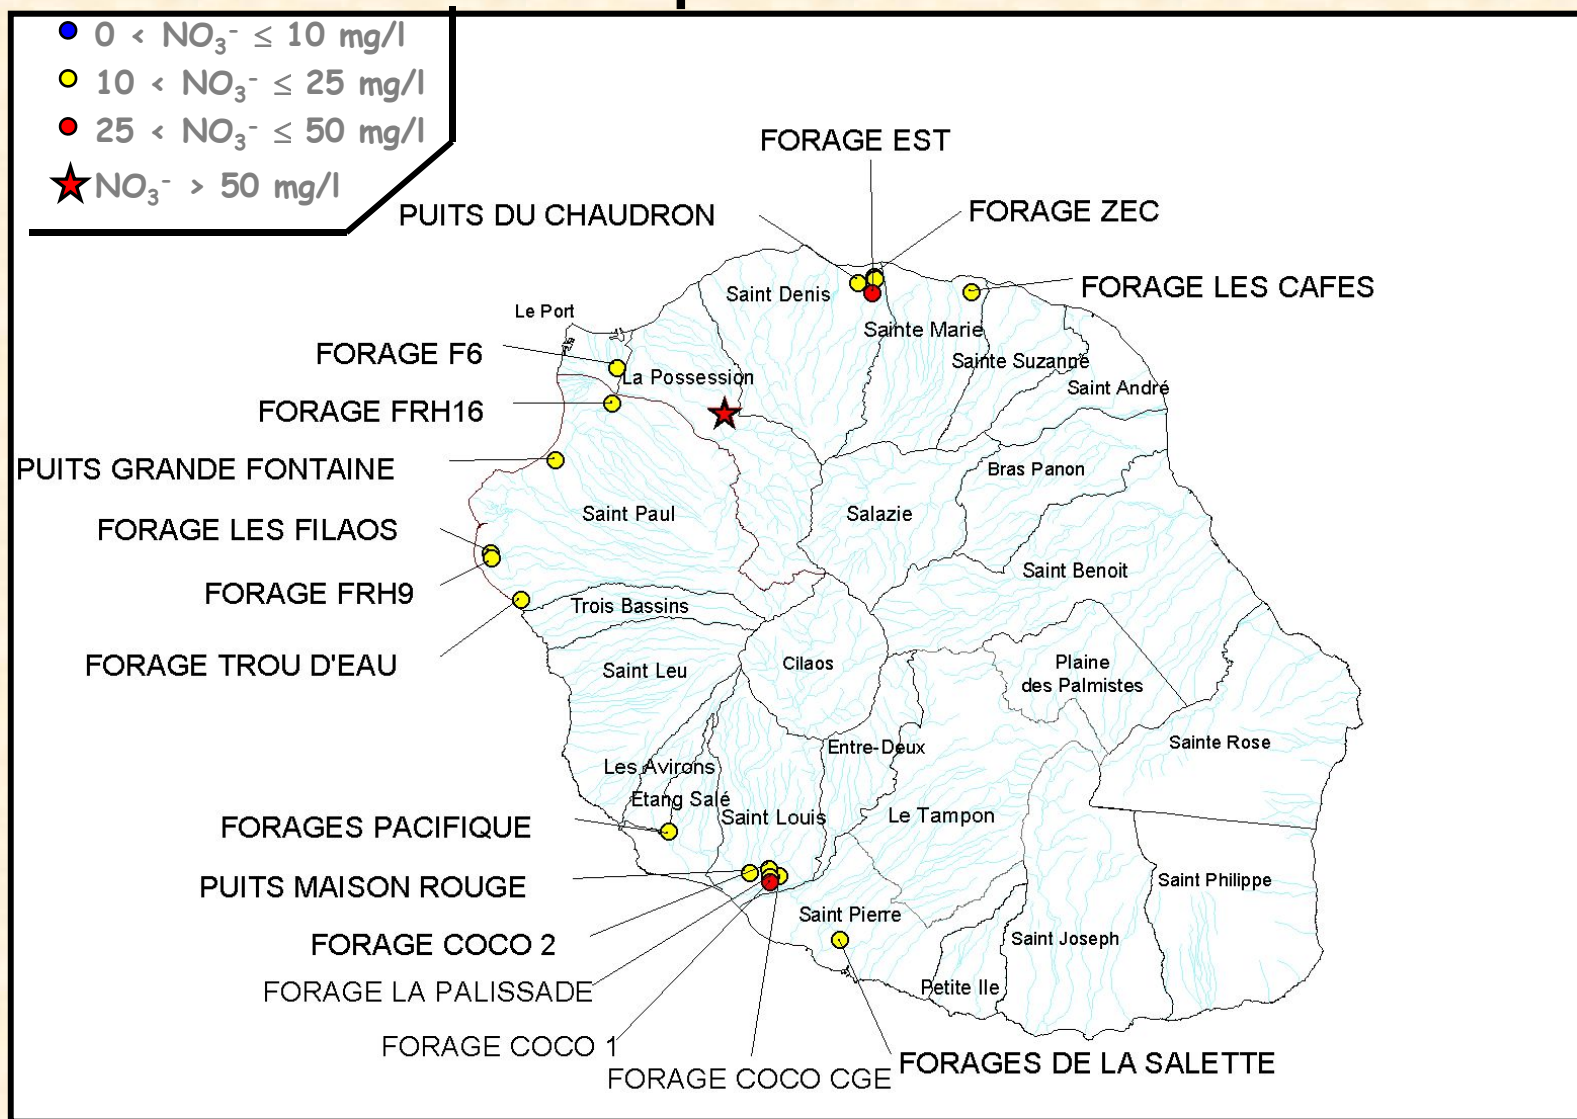 0 < NO₃⁻ ≤ 10 mg/l
10 < NO₃⁻ ≤ 25 mg/l
25 < NO₃⁻ ≤ 50 mg/l
NO₃⁻ > 50 mg/l
FORAGE EST
PUITS DU CHAUDRON
FORAGE ZEC
FORAGE LES CAFES
Saint Denis
Le Port
Sainte Marie
FORAGE F6
Sainte Suzanne
La Possession
Saint André
FORAGE FRH16
PUITS GRANDE FONTAINE
Bras Panon
Saint Paul
Salazie
FORAGE LES FILAOS
Saint Benoit
FORAGE FRH9
Trois Bassins
FORAGE TROU D'EAU
Saint Leu
Cilaos
Plaine
des Palmistes
Entre-Deux
Sainte Rose
Les Avirons
Etang Salé
Saint Louis
Le Tampon
FORAGES PACIFIQUE
PUITS MAISON ROUGE
Saint Philippe
Saint Pierre
FORAGE COCO 2
Saint Joseph
FORAGE LA PALISSADE
Petite Ile
FORAGE COCO 1
FORAGE COCO CGE
FORAGES DE LA SALETTE